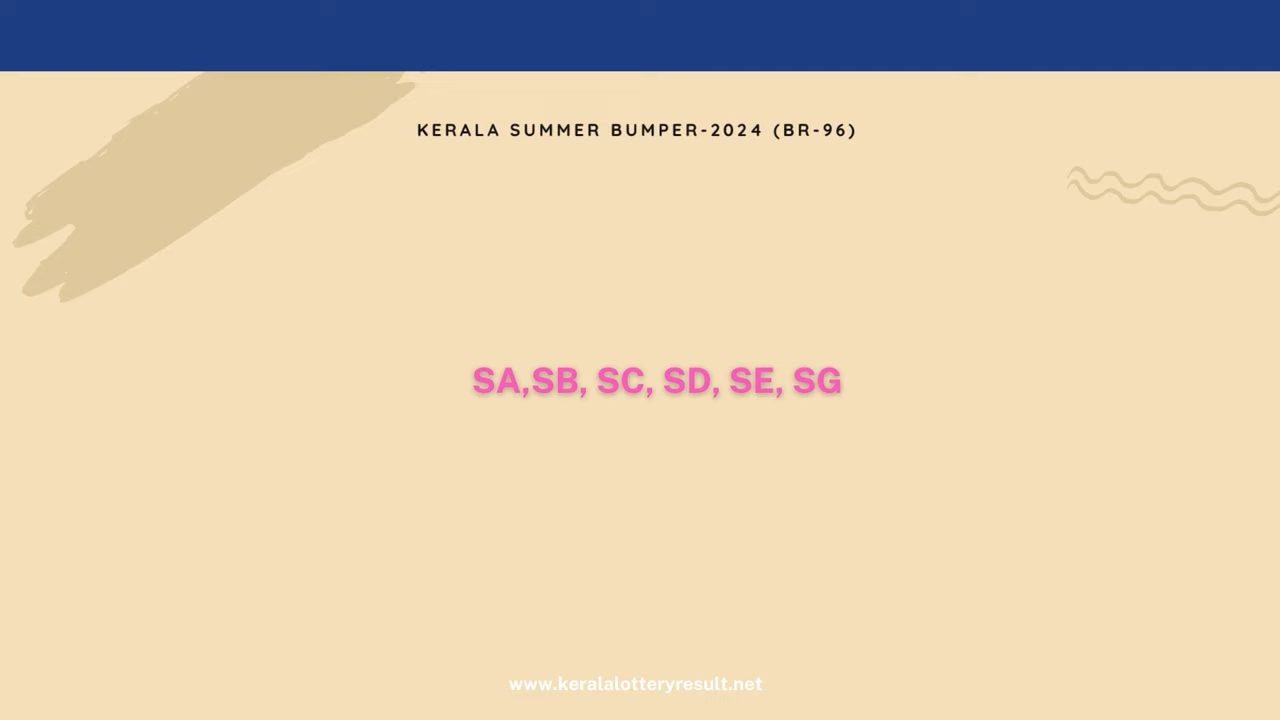 KERALA SUMMER BUMPER-2024 (BR-96)
SA,SB, SC, SD, SE, SG
www.keralalotteryresult.net